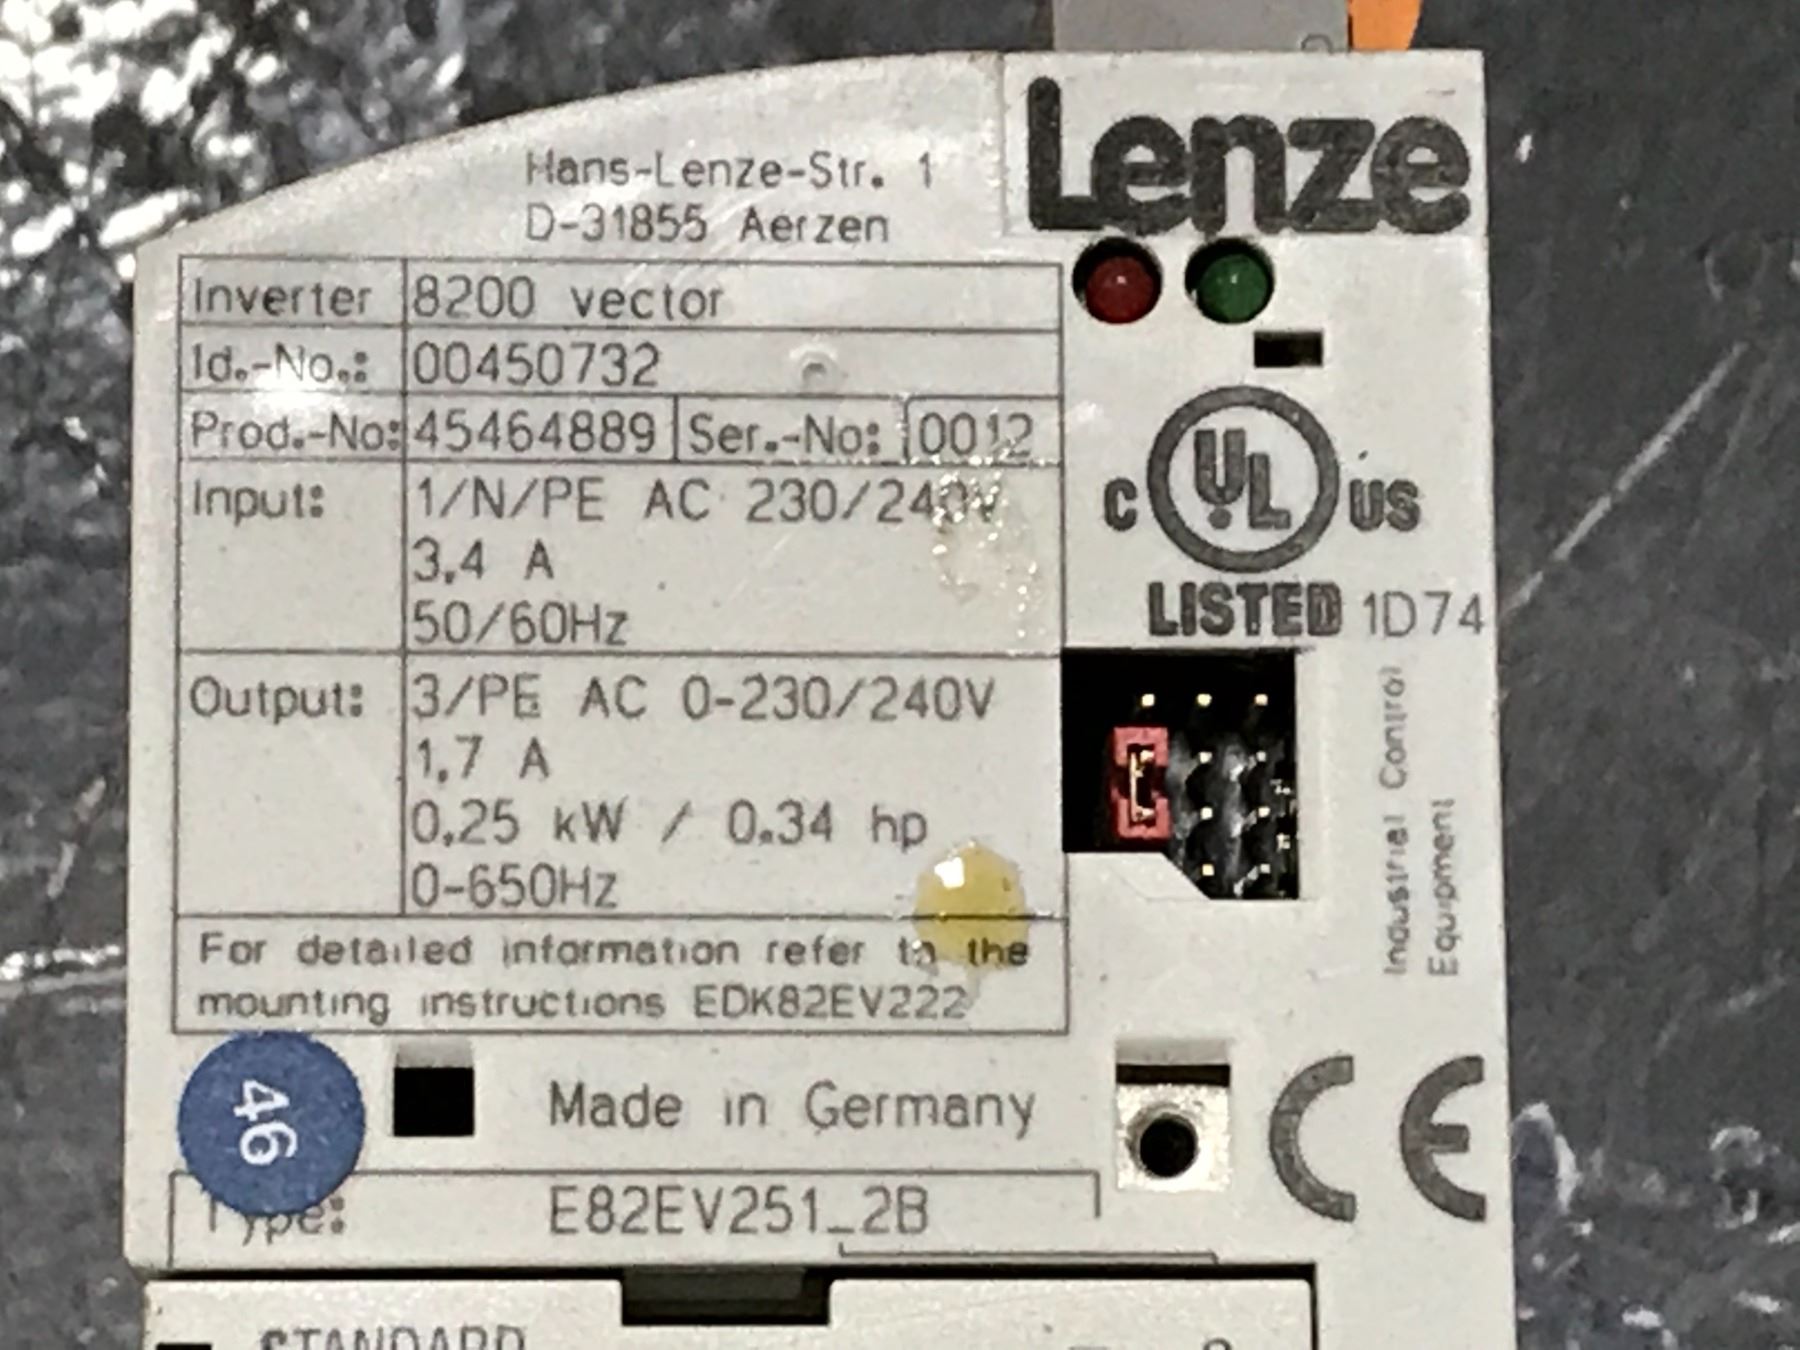 Lenze
Hans-Lenze-Str. 1
D-31855 Aerzen
Inverter 8200 vector
Id.-No.: 00450732
Prod.-No: 45464889 Ser.-No: 0012
Input: 1/N/PE AC 230/240V
3,4 A
50/60Hz
Output: 3/PE AC 0-230/240V
1,7 A
0.25 kW / 0.34 hp
0-650Hz
For detailed information refer to the
mounting instructions EDK82EV222
C UL US
LISTED 1D74
Industrial Control
Equipment
46
Made in Germany
CE
Type: E82EV251_2B
STANDARD